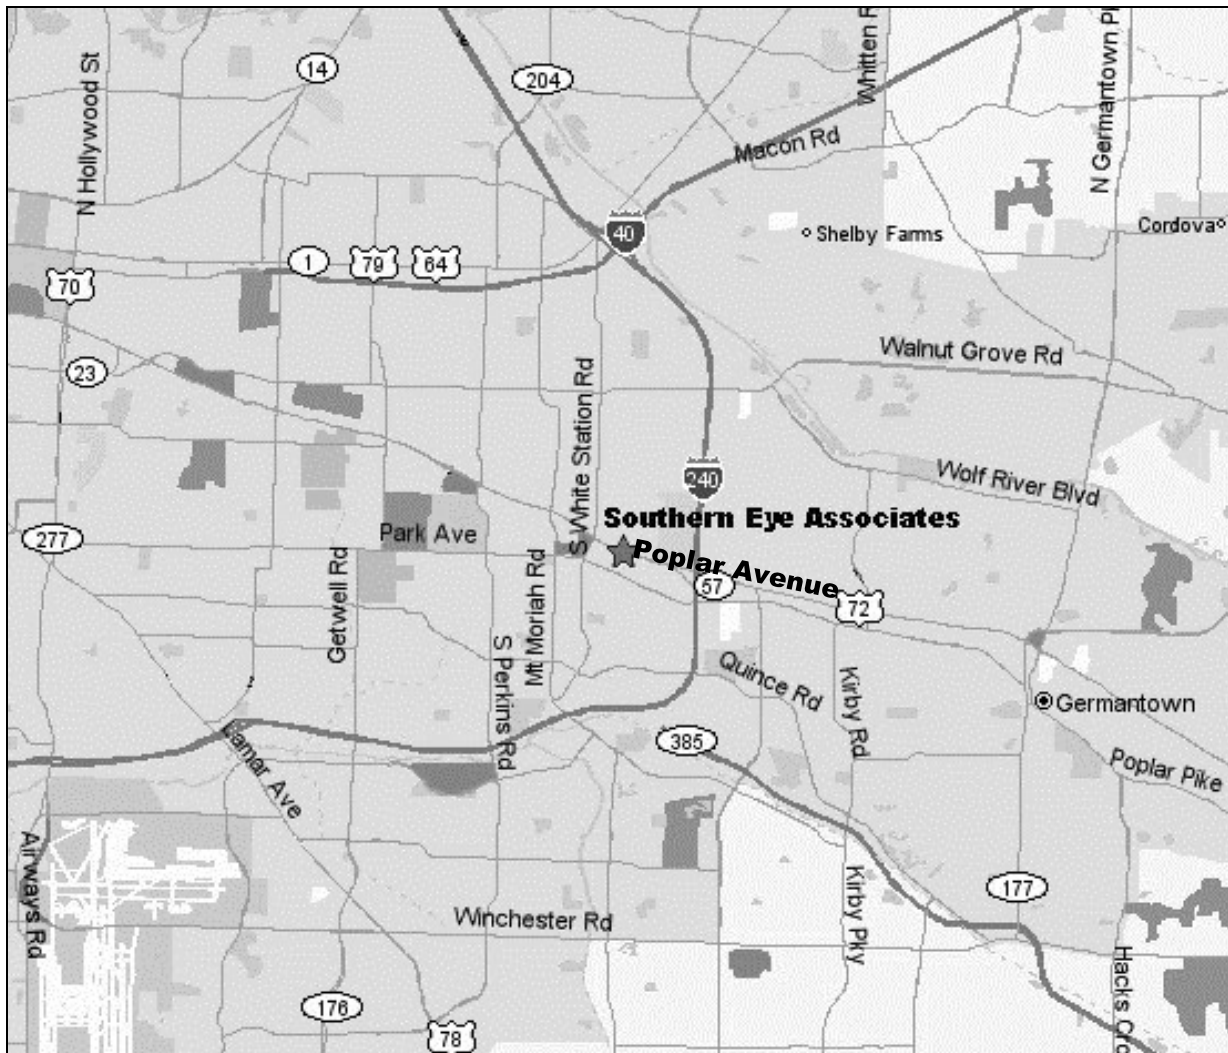 Whitten R
N Germantown Pk
14
204
N Hollywood St
Macon Rd
40
Shelby Farms
Cordova
1
79
64
70
Walnut Grove Rd
23
S White Station Rd
Wolf River Blvd
240
Southern Eye Associates
Park Ave
277
Poplar Avenue
57
72
Getwell Rd
Mt Moriah Rd
S Perkins Rd
Quince Rd
Kirby Rd
Germantown
385
Lamar Ave
Poplar Pike
Airways Rd
Kirby Pky
177
Winchester Rd
Hacks Cro
176
78